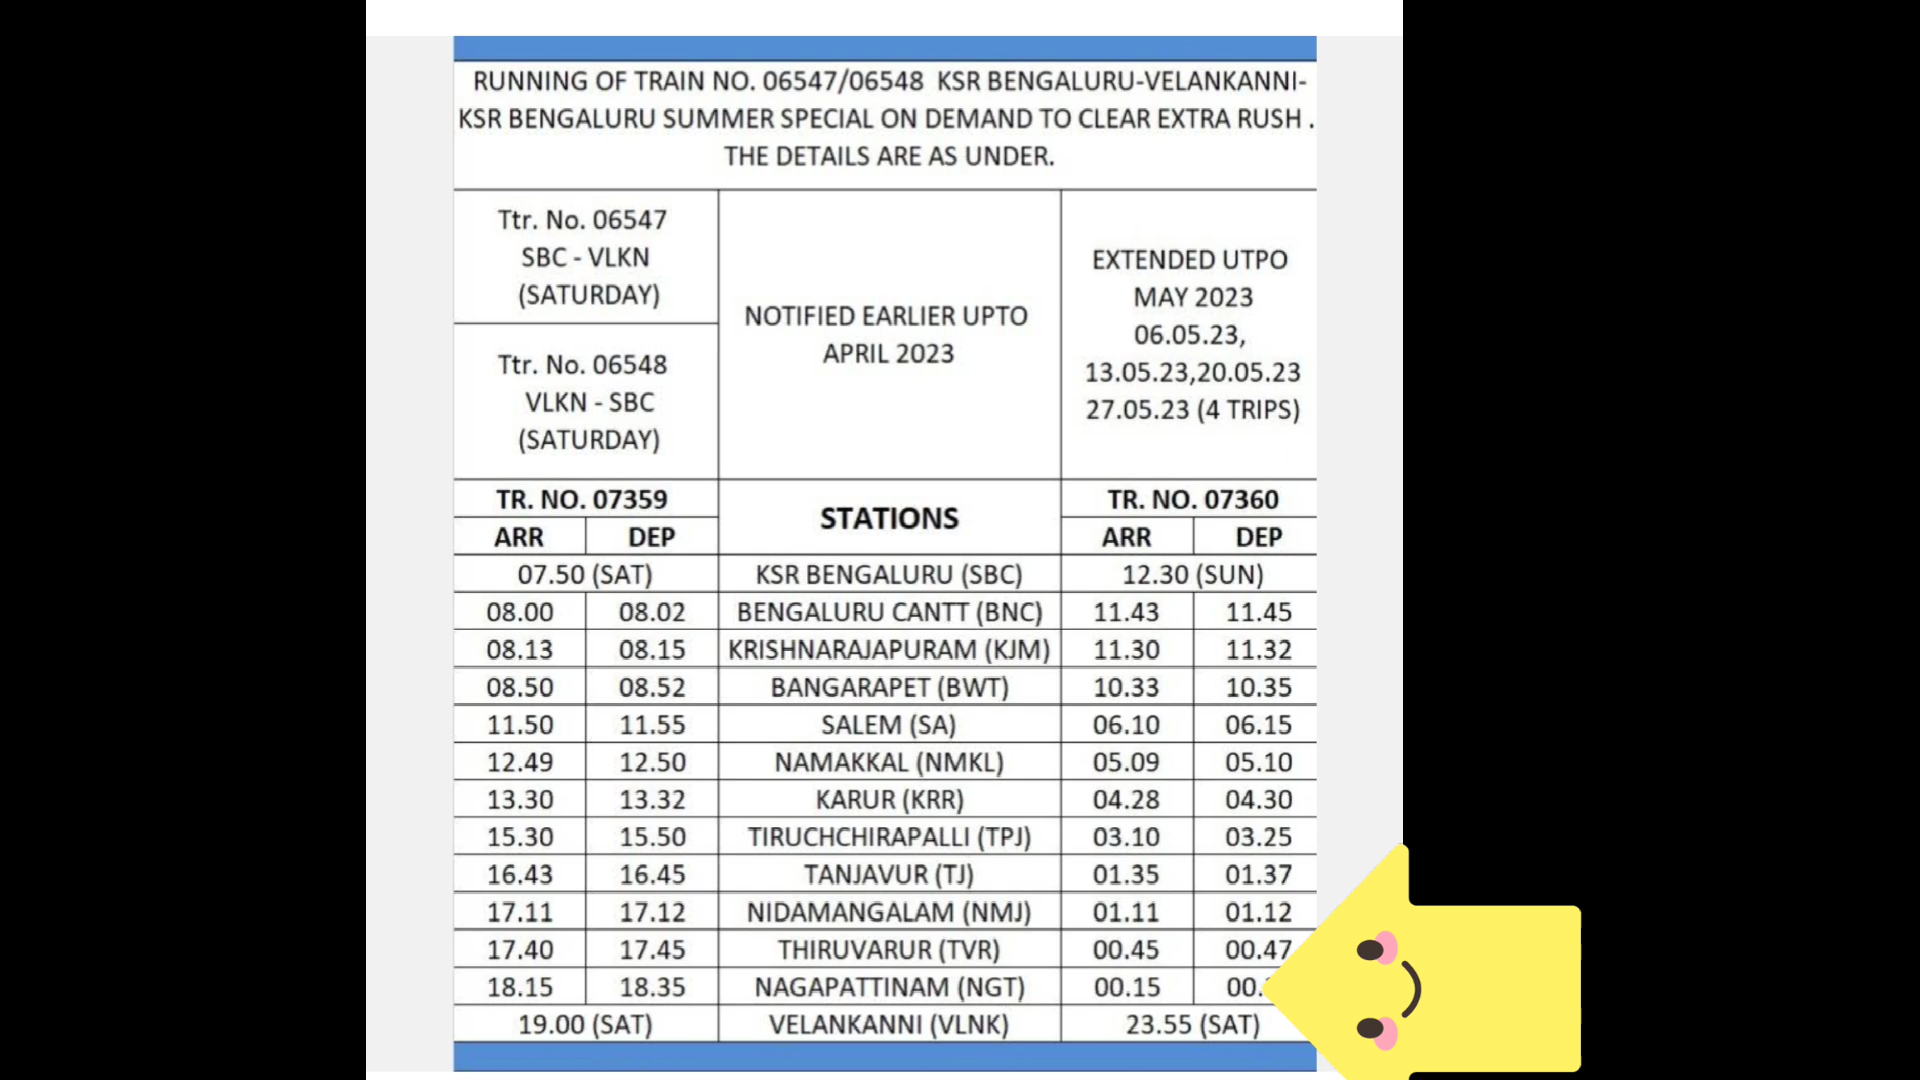 RUNNING OF TRAIN NO. 06547/06548 KSR BENGALURU-VELANKANNI-
KSR BENGALURU SUMMER SPECIAL ON DEMAND TO CLEAR EXTRA RUSH .
THE DETAILS ARE AS UNDER.
Ttr. No. 06547
SBC - VLKN
(SATURDAY)
Ttr. No. 06548
VLKN - SBC
(SATURDAY)
NOTIFIED EARLIER UPTO
APRIL 2023
EXTENDED UTPO
MAY 2023
06.05.23,
13.05.23,20.05.23
27.05.23 (4 TRIPS)
TR. NO. 07359 STATIONS TR. NO. 07360
ARR DEP ARR DEP
07.50 (SAT) KSR BENGALURU (SBC) 12.30 (SUN)
08.00 08.02 BENGALURU CANTT (BNC) 11.43 11.45
08.13 08.15 KRISHNARAJAPURAM (KJM) 11.30 11.32
08.50 08.52 BANGARAPET (BWT) 10.33 10.35
11.50 11.55 SALEM (SA) 06.10 06.15
12.49 12.50 NAMAKKAL (NMKL) 05.09 05.10
13.30 13.32 KARUR (KRR) 04.28 04.30
15.30 15.50 TIRUCHCHIRAPALLI (TPJ) 03.10 03.25
16.43 16.45 TANJAVUR (TJ) 01.35 01.37
17.11 17.12 NIDAMANGALAM (NMJ) 01.11 01.12
17.40 17.45 THIRUVARUR (TVR) 00.45 00.47
18.15 18.35 NAGAPATTINAM (NGT) 00.15
19.00 (SAT) VELANKANNI (VLNK) 23.55 (SAT)